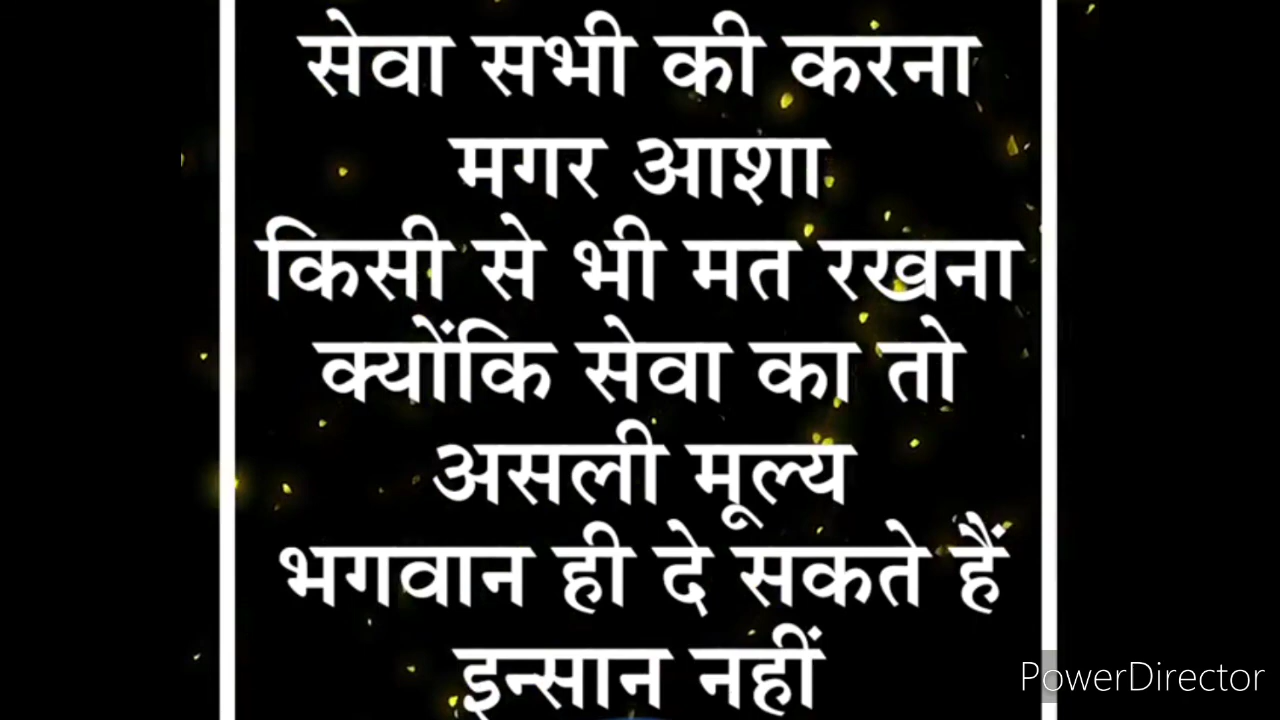 सेवा सभी की करना
मगर आशा
किसी से भी मत रखना
क्योंकि सेवा का तो
असली मूल्य
भगवान ही दे सकते हैं
इन्सान नहीं
PowerDirector